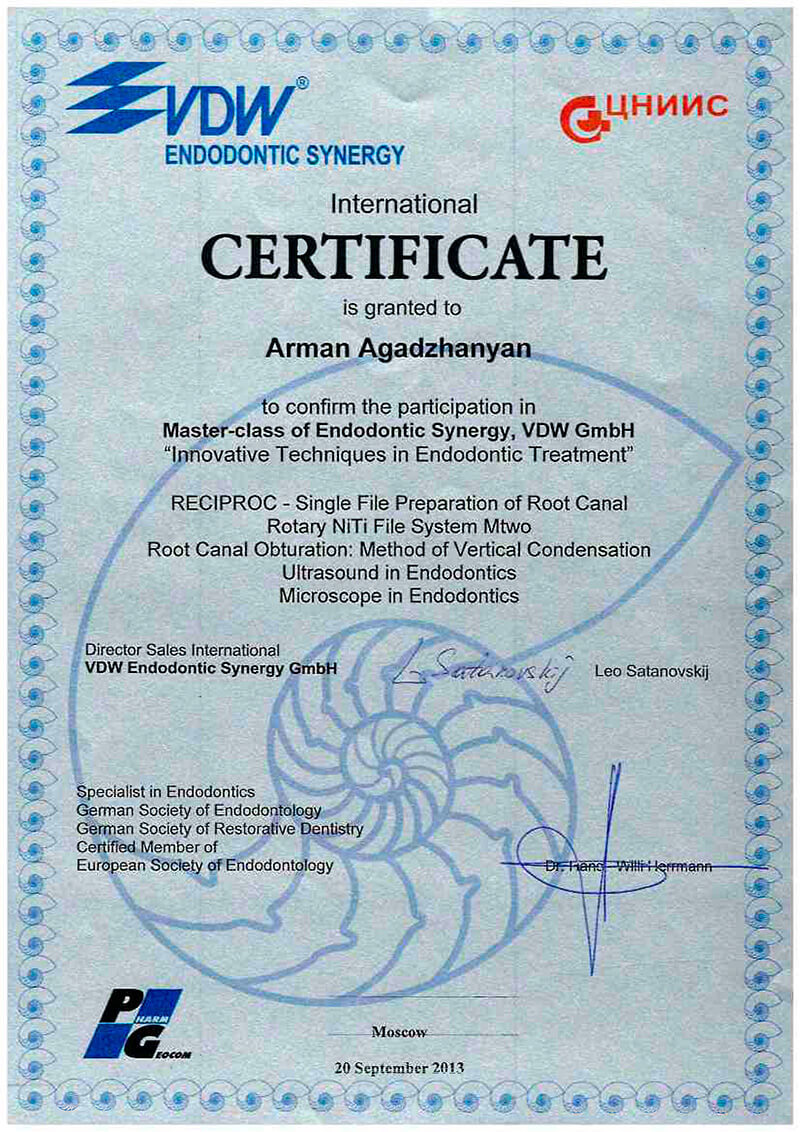 VDW®
ENDODONTIC SYNERGY
ЦНИИС
International
CERTIFICATE
is granted to
Arman Agadzhanyan
to confirm the participation in
Master-class of Endodontic Synergy, VDW GmbH
“Innovative Techniques in Endodontic Treatment”
RECIPROC - Single File Preparation of Root Canal
Rotary NiTi File System Mtwo
Root Canal Obturation: Method of Vertical Condensation
Ultrasound in Endodontics
Microscope in Endodontics
Director Sales International
VDW Endodontic Synergy GmbH
L. Satanovskij
Leo Satanovskij
Specialist in Endodontics
German Society of Endodontology
German Society of Restorative Dentistry
Certified Member of
European Society of Endodontology
Dr. Hans - Willi Herrmann
PHARM
GEOCOM
Moscow
20 September 2013